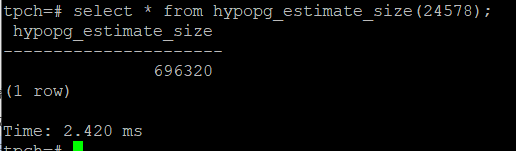 tpch=# select * from hypopg_estimate_size(24578);
 hypopg_estimate_size
----------------------
               696320
(1 row)
Time: 2.420 ms
tpch=#